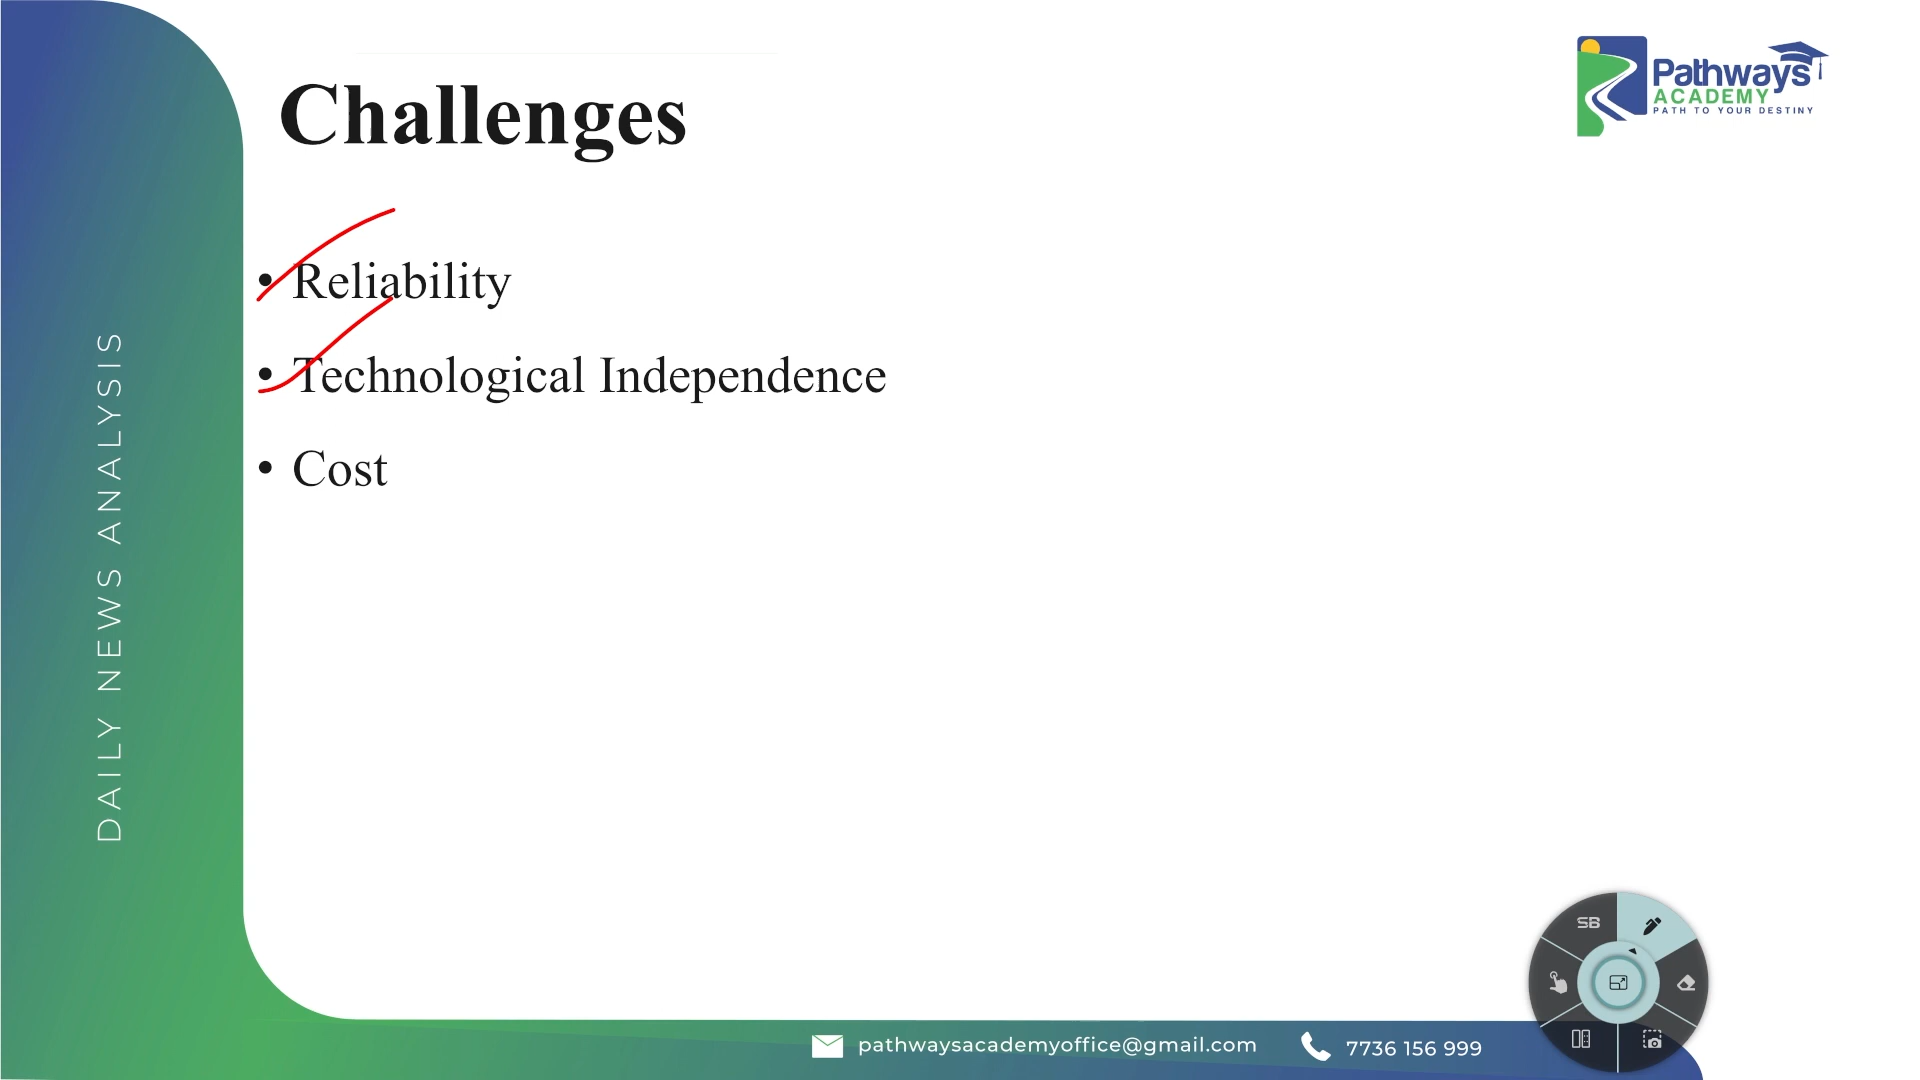 Pathways
ACADEMY
PATH TO YOUR DESTINY
Challenges
• Reliability
• Technological Independence
• Cost
DAILY NEWS ANALYSIS
SB
pathwaysacademyoffice@gmail.com
7736 156 999